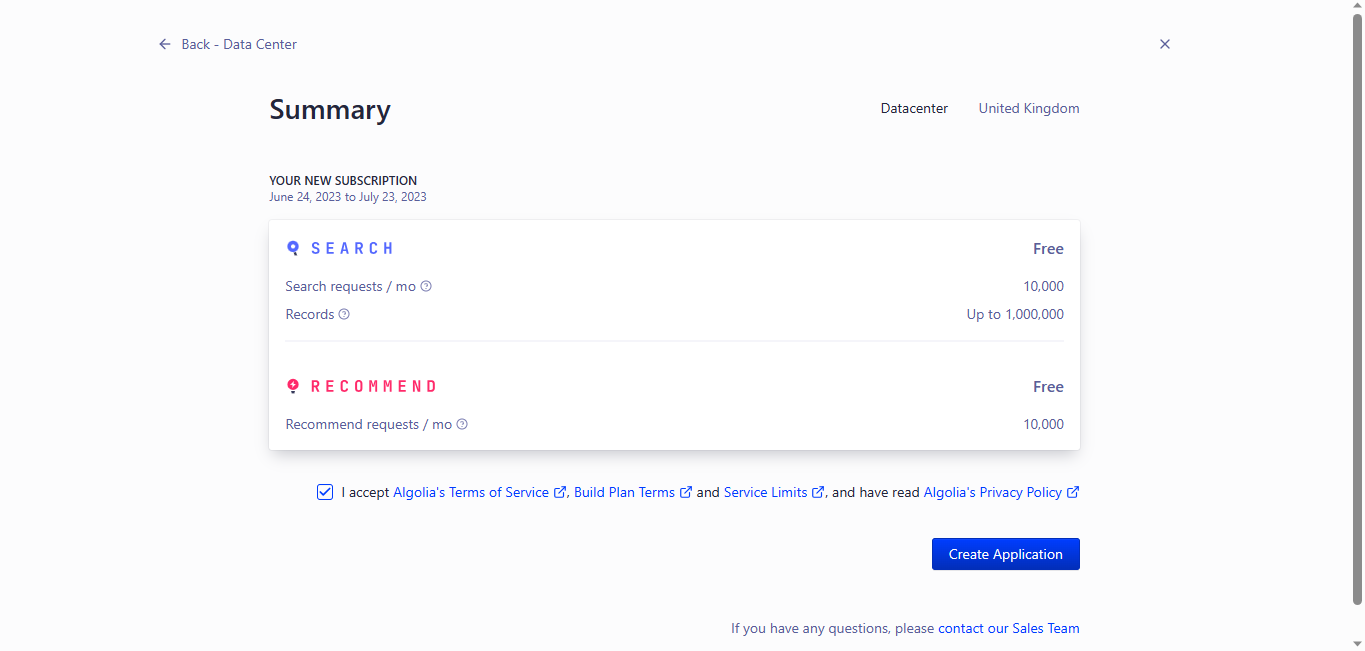 Back - Data Center
Summary
Datacenter United Kingdom
YOUR NEW SUBSCRIPTION
June 24, 2023 to July 23, 2023
SEARCH Free
Search requests / mo 10,000
Records Up to 1,000,000
RECOMMEND Free
Recommend requests / mo 10,000
I accept Algolia's Terms of Service, Build Plan Terms and Service Limits, and have read Algolia's Privacy Policy
Create Application
If you have any questions, please contact our Sales Team